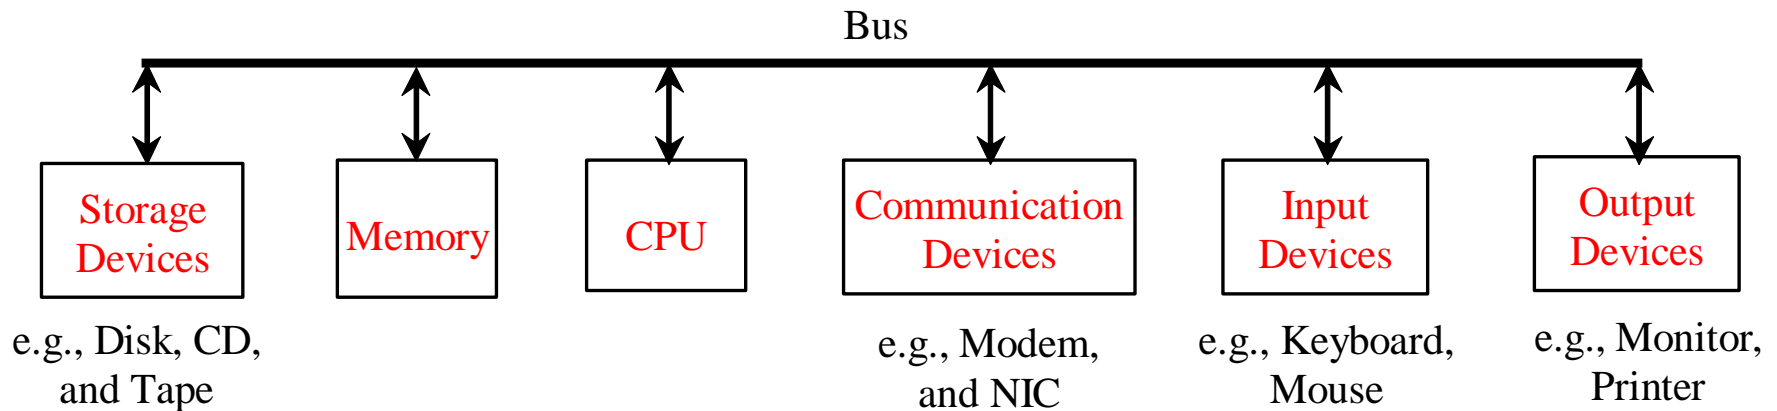 Bus
Storage
Devices
Memory
CPU
Communication
Devices
Input
Devices
Output
Devices
e.g., Disk, CD,
and Tape
e.g., Modem,
and NIC
e.g., Keyboard,
Mouse
e.g., Monitor,
Printer